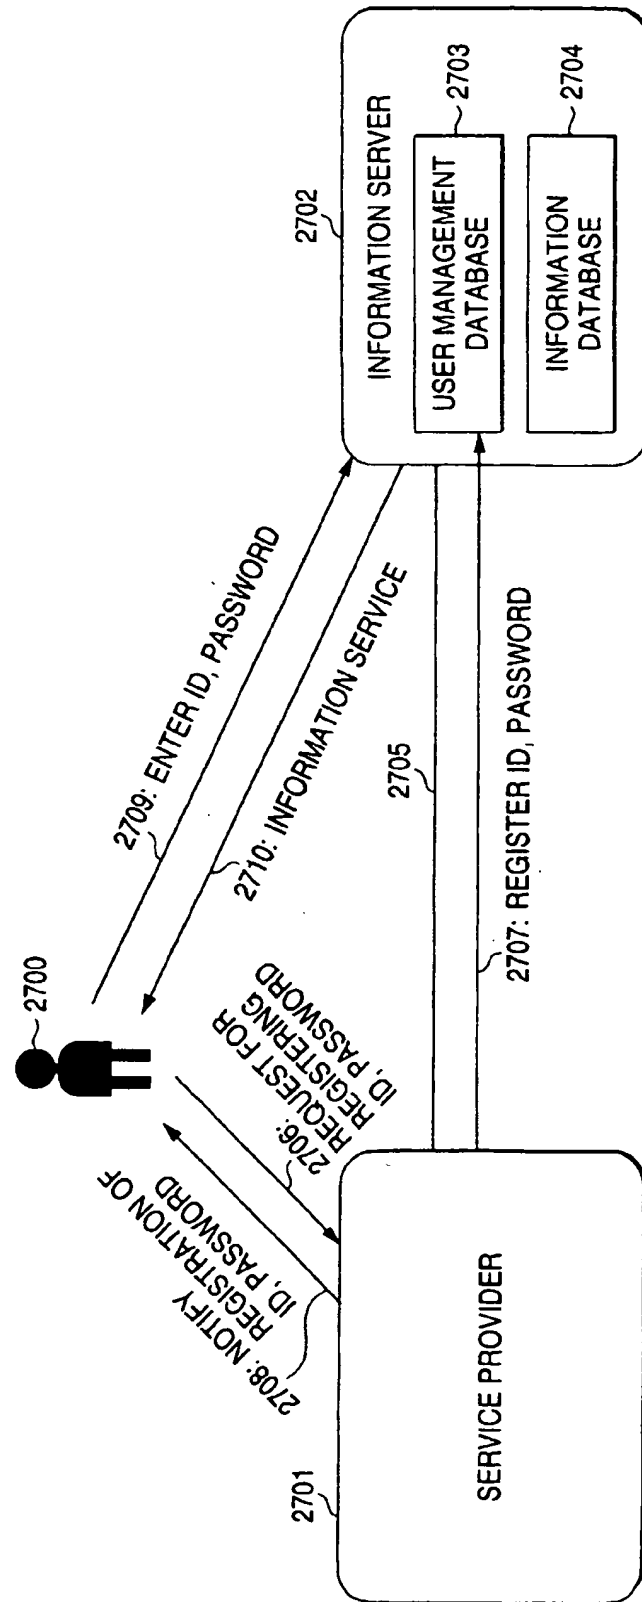 2700
2709: ENTER ID, PASSWORD
2710: INFORMATION SERVICE
2706:
REQUEST FOR
REGISTERING
ID, PASSWORD
2708: NOTIFY
REGISTRATION OF
ID, PASSWORD
2701
SERVICE PROVIDER
2705
2707: REGISTER ID, PASSWORD
2702
INFORMATION SERVER
USER MANAGEMENT
DATABASE
2703
INFORMATION
DATABASE
2704